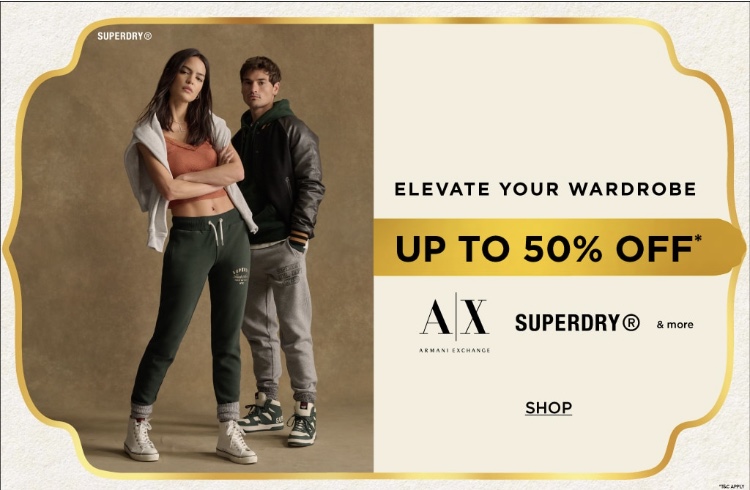 SUPERDRY®
ELEVATE YOUR WARDROBE
UP TO 50% OFF*
A|X
SUPERDRY® & more
ARMANI EXCHANGE
SHOP
*T&C APPLY